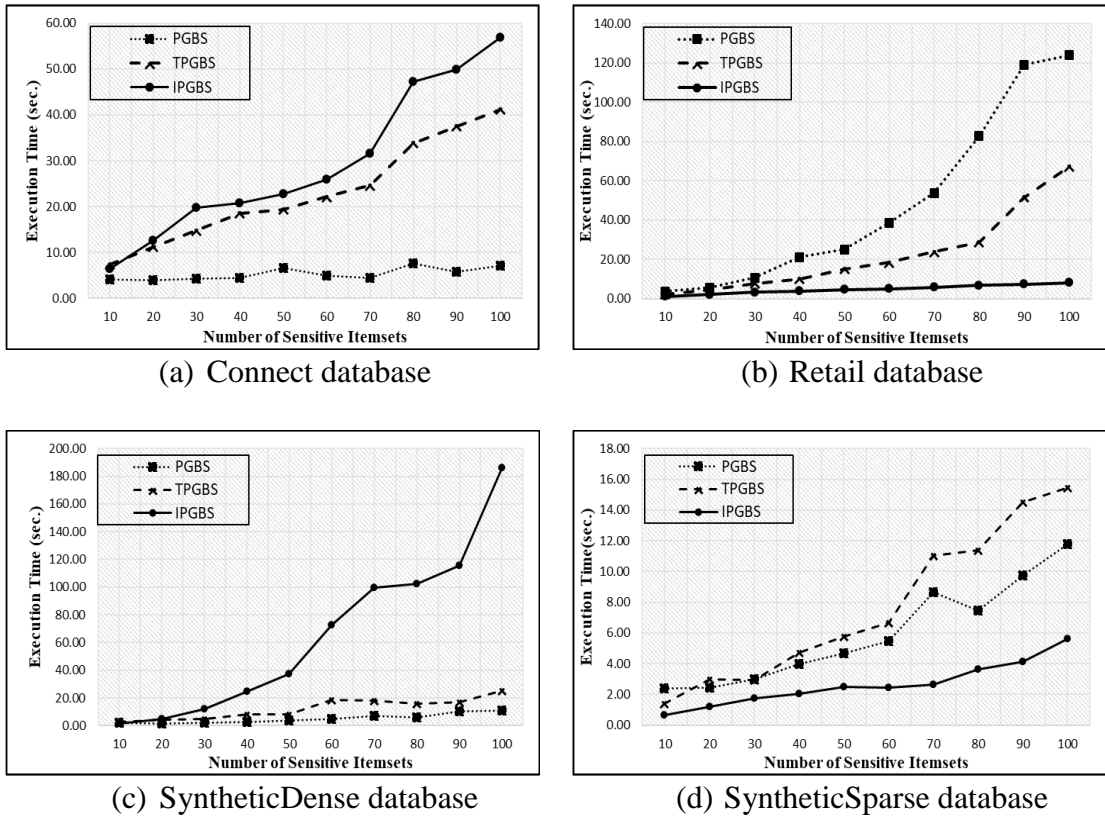 60.00
50.00
40.00
30.00
20.00
10.00
0.00
Execution Time (sec.)
PGBS
TPGBS
IPGBS
10 20 30 40 50 60 70 80 90 100
Number of Sensitive Itemsets
(a) Connect database
140.00
120.00
100.00
80.00
60.00
40.00
20.00
0.00
Execution Time (sec.)
PGBS
TPGBS
IPGBS
10 20 30 40 50 60 70 80 90 100
Number of Sensitive Itemsets
(b) Retail database
200.00
180.00
160.00
140.00
120.00
100.00
80.00
60.00
40.00
20.00
0.00
Execution Time (sec.)
PGBS
TPGBS
IPGBS
10 20 30 40 50 60 70 80 90 100
Number of Sensitive Itemsets
(c) SyntheticDense database
18.00
16.00
14.00
12.00
10.00
8.00
6.00
4.00
2.00
0.00
Execution Time(sec.)
PGBS
TPGBS
IPGBS
10 20 30 40 50 60 70 80 90 100
Number of Sensitive Itemsets
(d) SyntheticSparse database